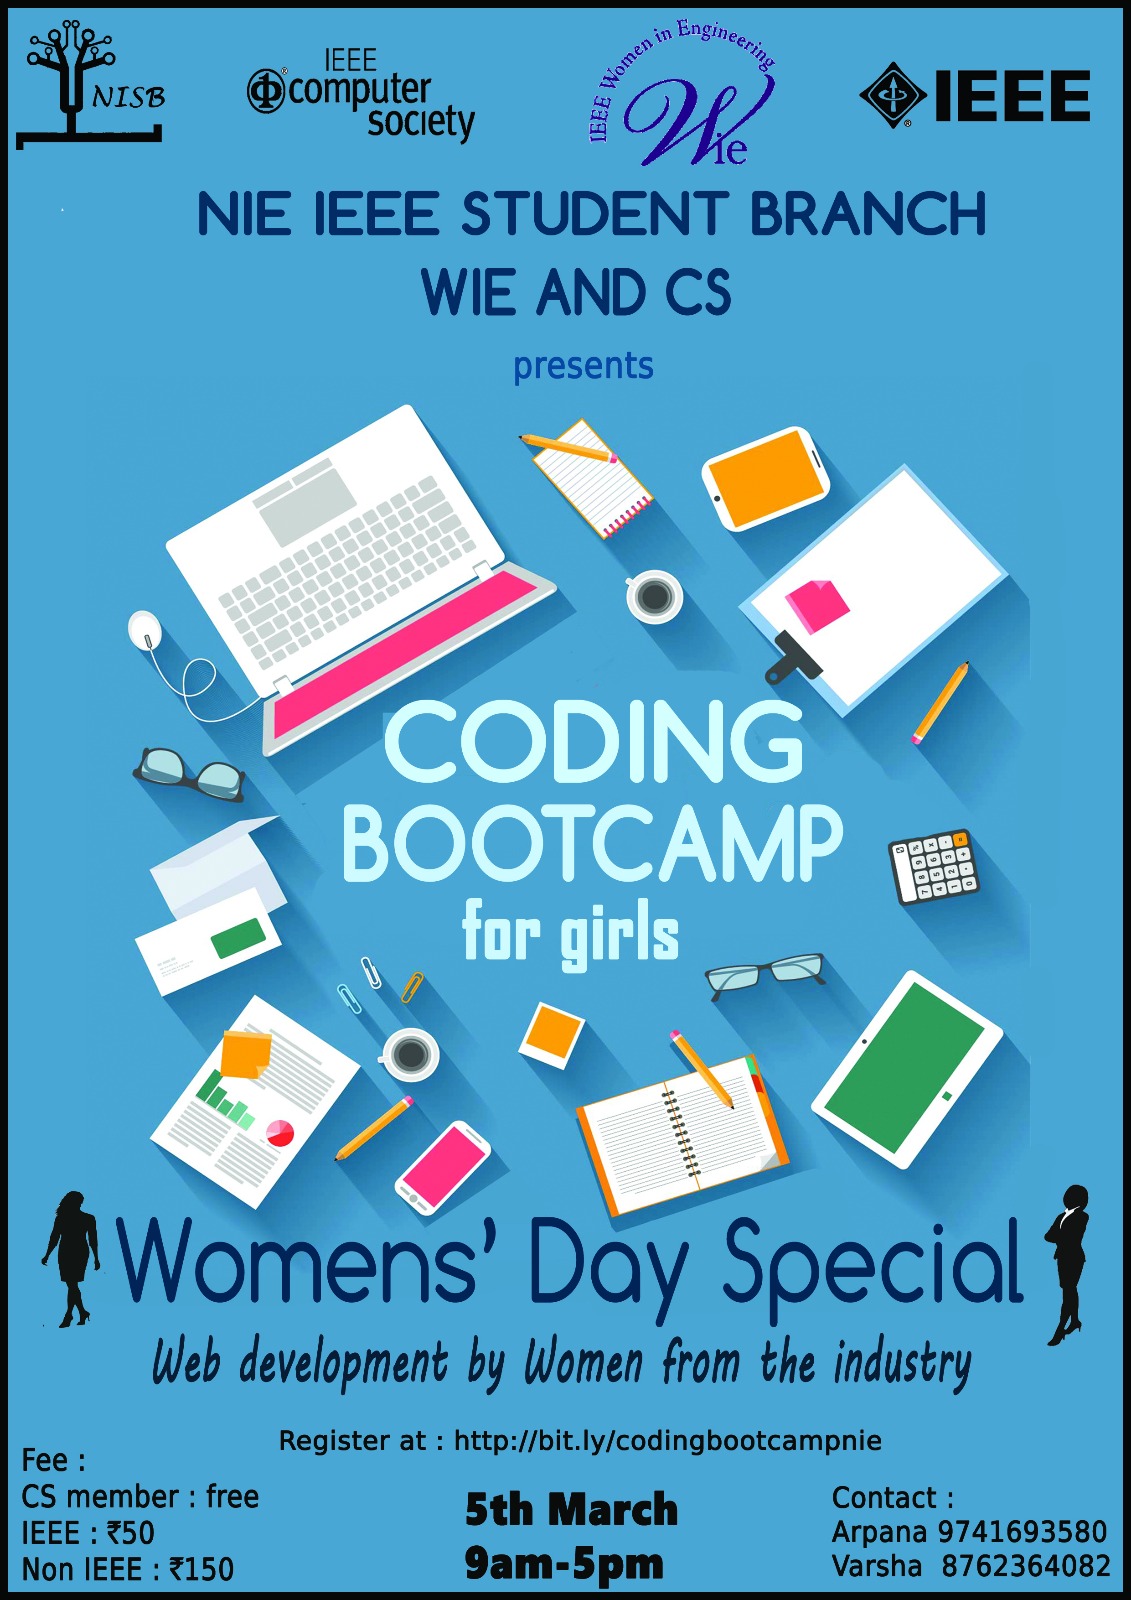 NISB
IEEE
computer
society
IEEE Women in Engineering
Wie
IEEE
NIE IEEE STUDENT BRANCH
WIE AND CS
presents
CODING
BOOTCAMP
for girls
Womens' Day Special
Web development by Women from the industry
Register at : http://bit.ly/codingbootcampnie
Fee :
CS member : free
IEEE : ₹50
Non IEEE : ₹150
5th March
9am-5pm
Contact :
Arpana 9741693580
Varsha 8762364082